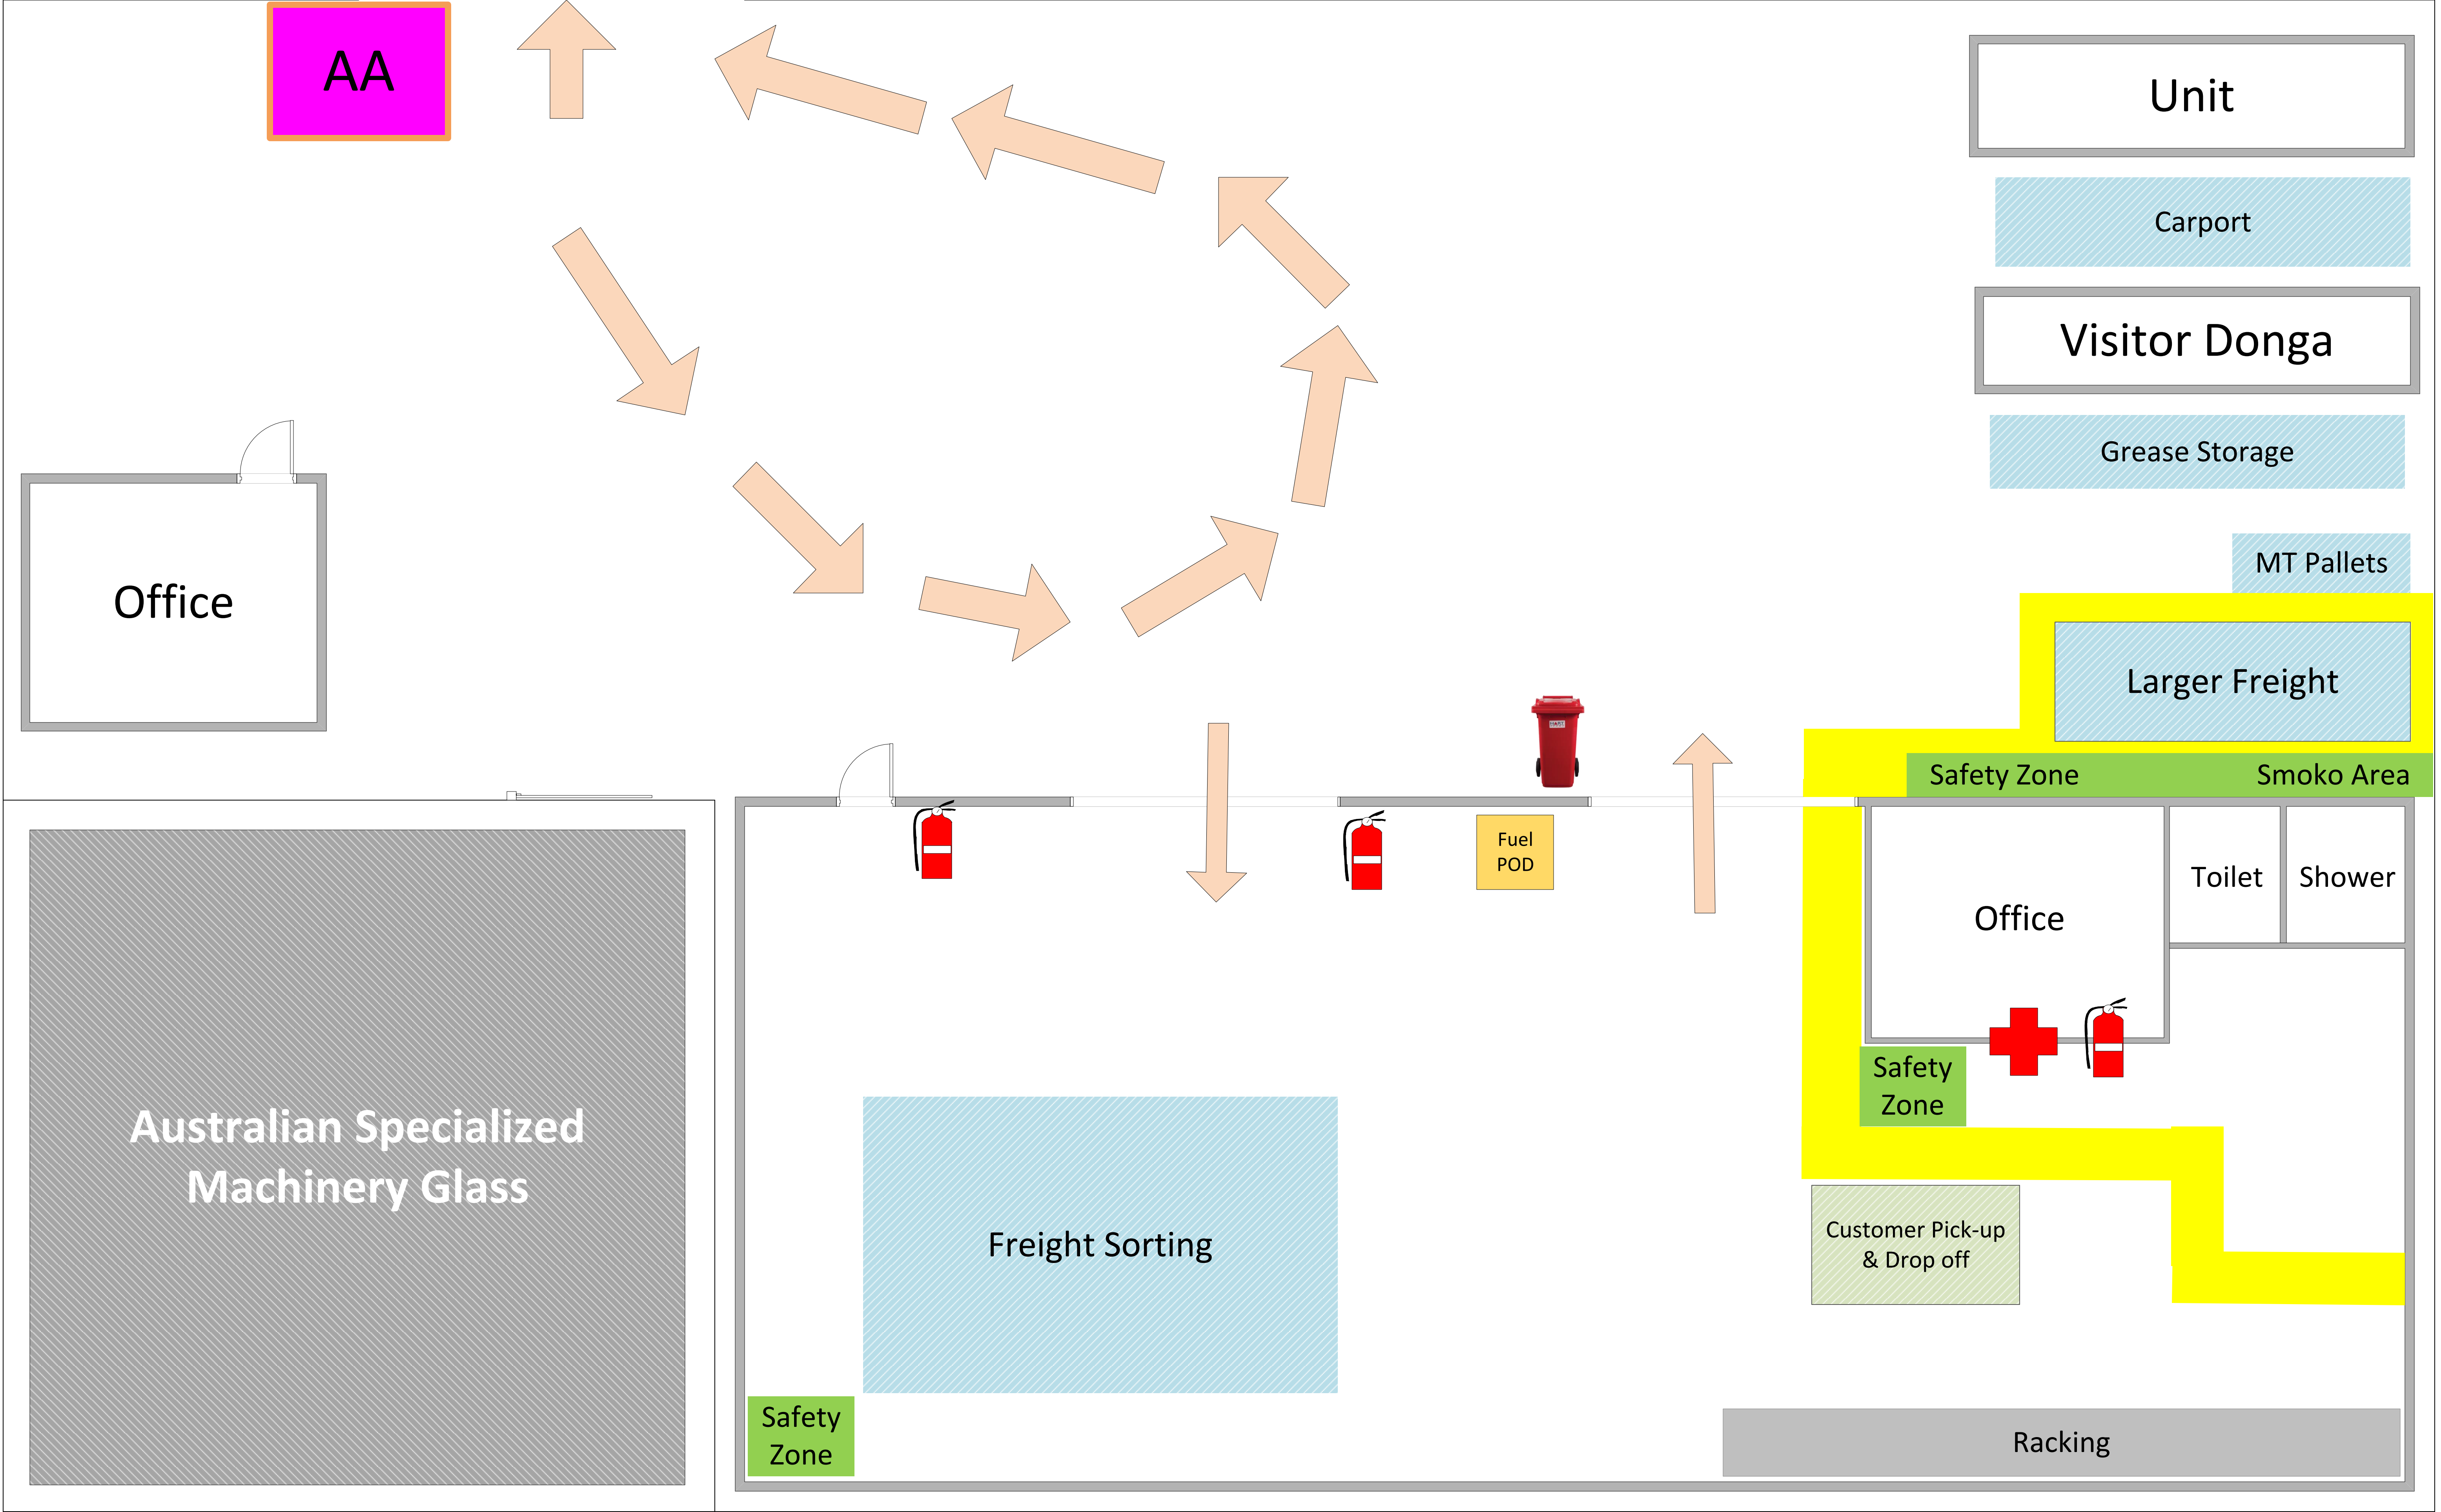 AA
Unit
Carport
Visitor Donga
Grease Storage
MT Pallets
Office
Larger Freight
Safety Zone
Smoko Area
Fuel
POD
Office
Toilet
Shower
Safety
Zone
Australian Specialized
Machinery Glass
Freight Sorting
Customer Pick-up
& Drop off
Safety
Zone
Racking